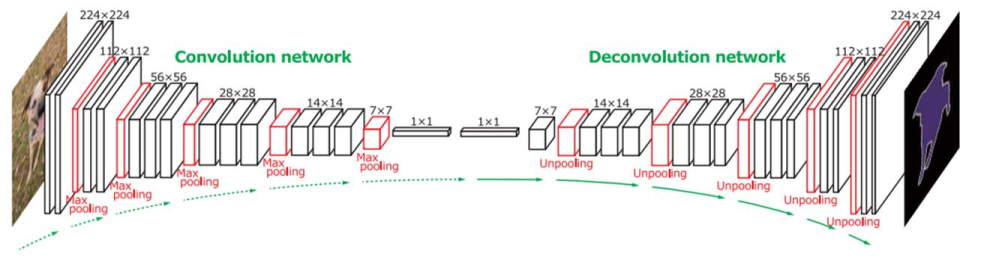 224×224
112×112
56×56
28×28
14×14
7×7
1×1
1×1
7×7
14×14
28×28
56×56
112×112
224×224
Convolution network
Deconvolution network
Max
pooling
Max
pooling
Max
pooling
Max
pooling
Max
pooling
Unpooling
Unpooling
Unpooling
Unpooling
Unpooling